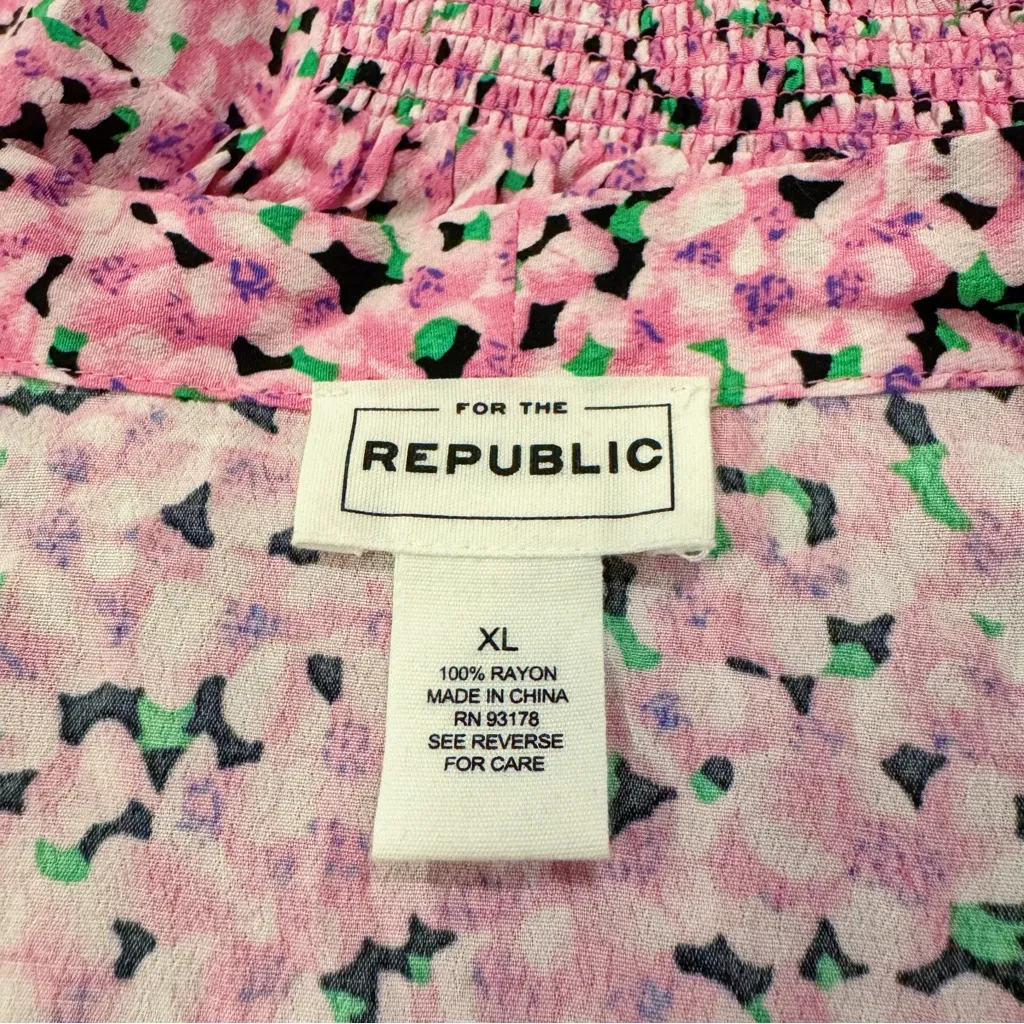 FOR THE
REPUBLIC
XL
100% RAYON
MADE IN CHINA
RN 93178
SEE REVERSE
FOR CARE